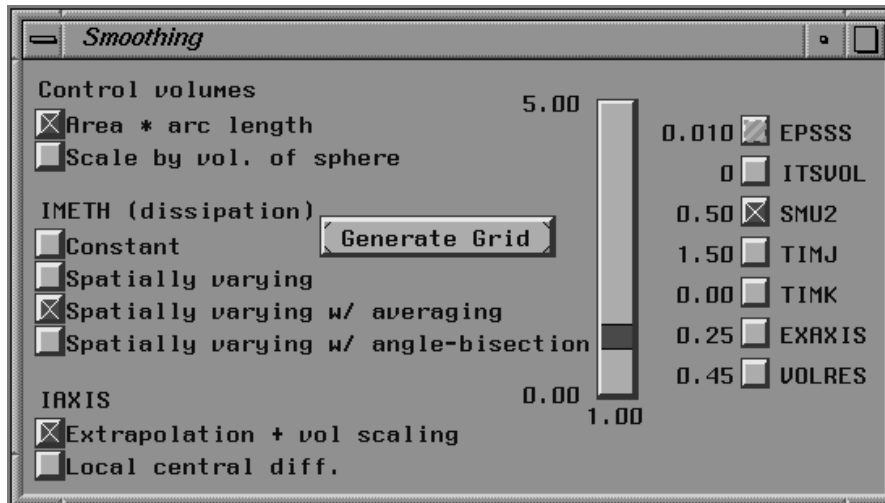 Smoothing
Control volumes
Area * arc length
Scale by vol. of sphere
IMETH (dissipation)
Constant
Spatially varying
Spatially varying w/ averaging
Spatially varying w/ angle-bisection
IAXIS
Extrapolation + vol scaling
Local central diff.
Generate Grid
5.00
0.00
1.00
0.010 EPSSS
0 ITSVOL
0.50 SMU2
1.50 TIMJ
0.00 TIMK
0.25 EXAXIS
0.45 VOLRES